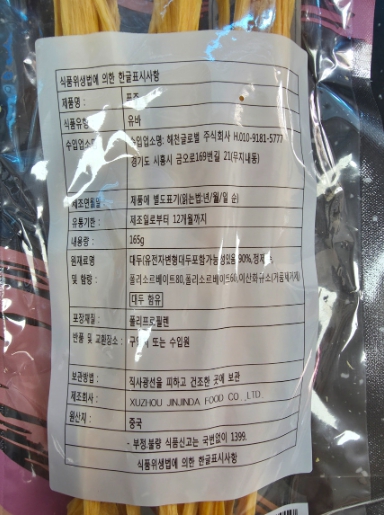 식품위생법에 의한 한글표시사항
제품명 : 푸주
식품유형 유바
수입업소 수입업소명: 해천글로벌 주식회사 H.010-9181-5777
경기도 시흥시 금오로169번길 21(무지내동)
제조연월일 제품에 별도표기(읽는법:년/월/일 순)
유통기한 : 제조일로부터 12개월까지
내용량 : 165g
원재료명 대두(유전자변형대두포함가능성있음)90%,정제수,
및 함량 : 폴리소르베이트80,폴리소르베이트60,이산화규소(거품제거제)
대두 함유
포장재질 : 폴리프로필렌
반품 및 교환장소 : 구입처 또는 수입원
보관방법 : 직사광선을 피하고 건조한 곳에 보관
제조회사 : XUZHOU JINJINDA FOOD CO.,LTD.
원산지 : 중국
- 부정.불량 식품신고는 국번없이 1399.
식품위생법에 의한 한글표시사항